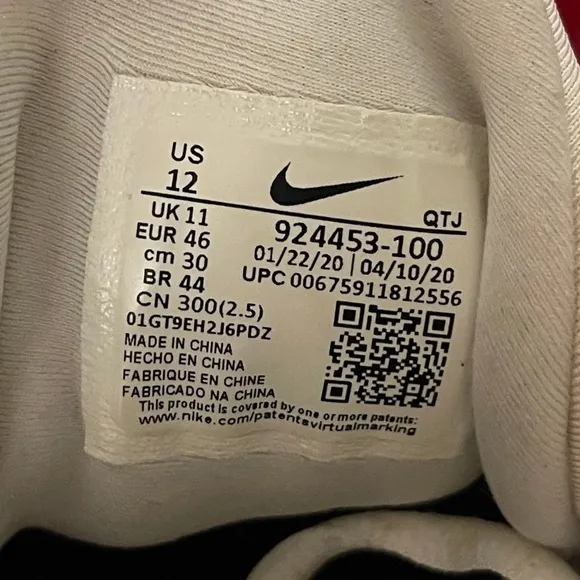 US
12
UK 11
EUR 46
cm 30
BR 44
CN 300(2.5)
QTJ
924453-100
01/22/20 | 04/10/20
UPC 00675911812556
01GT9EH2J6PDZ
MADE IN CHINA
HECHO EN CHINA
FABRIQUE EN CHINE
FABRICADO NA CHINA
This product is covered by one or more patents:
www.nike.com/patentsvirtualmarking